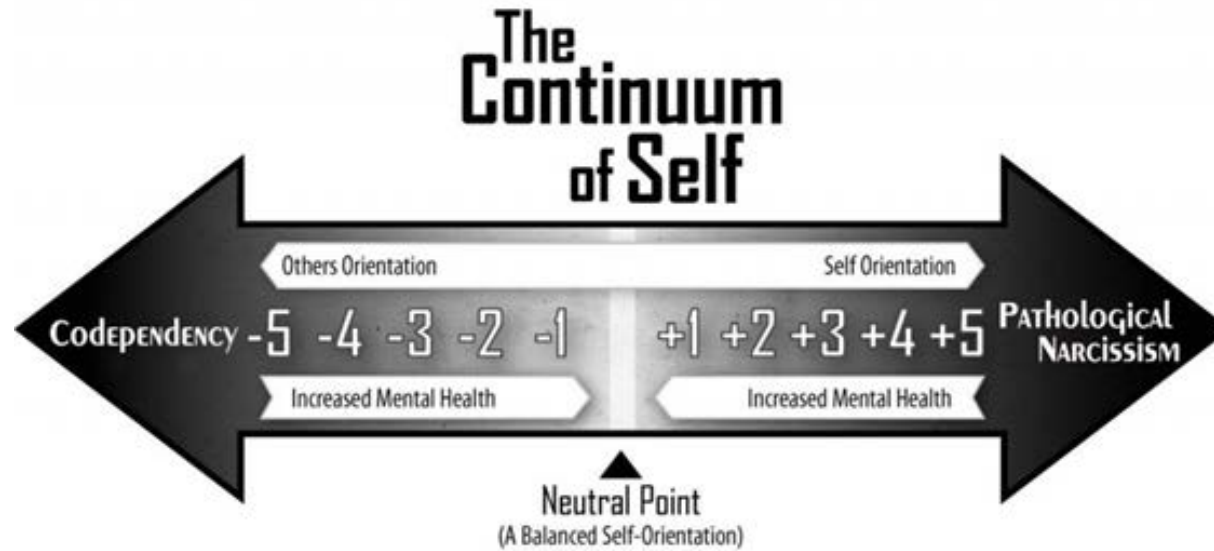 The
Continuum
of Self
Others Orientation
Self Orientation
Codependency -5 -4 -3 -2 -1 +1 +2 +3 +4 +5 Pathological
Narcissism
Increased Mental Health
Increased Mental Health
Neutral Point
(A Balanced Self-Orientation)